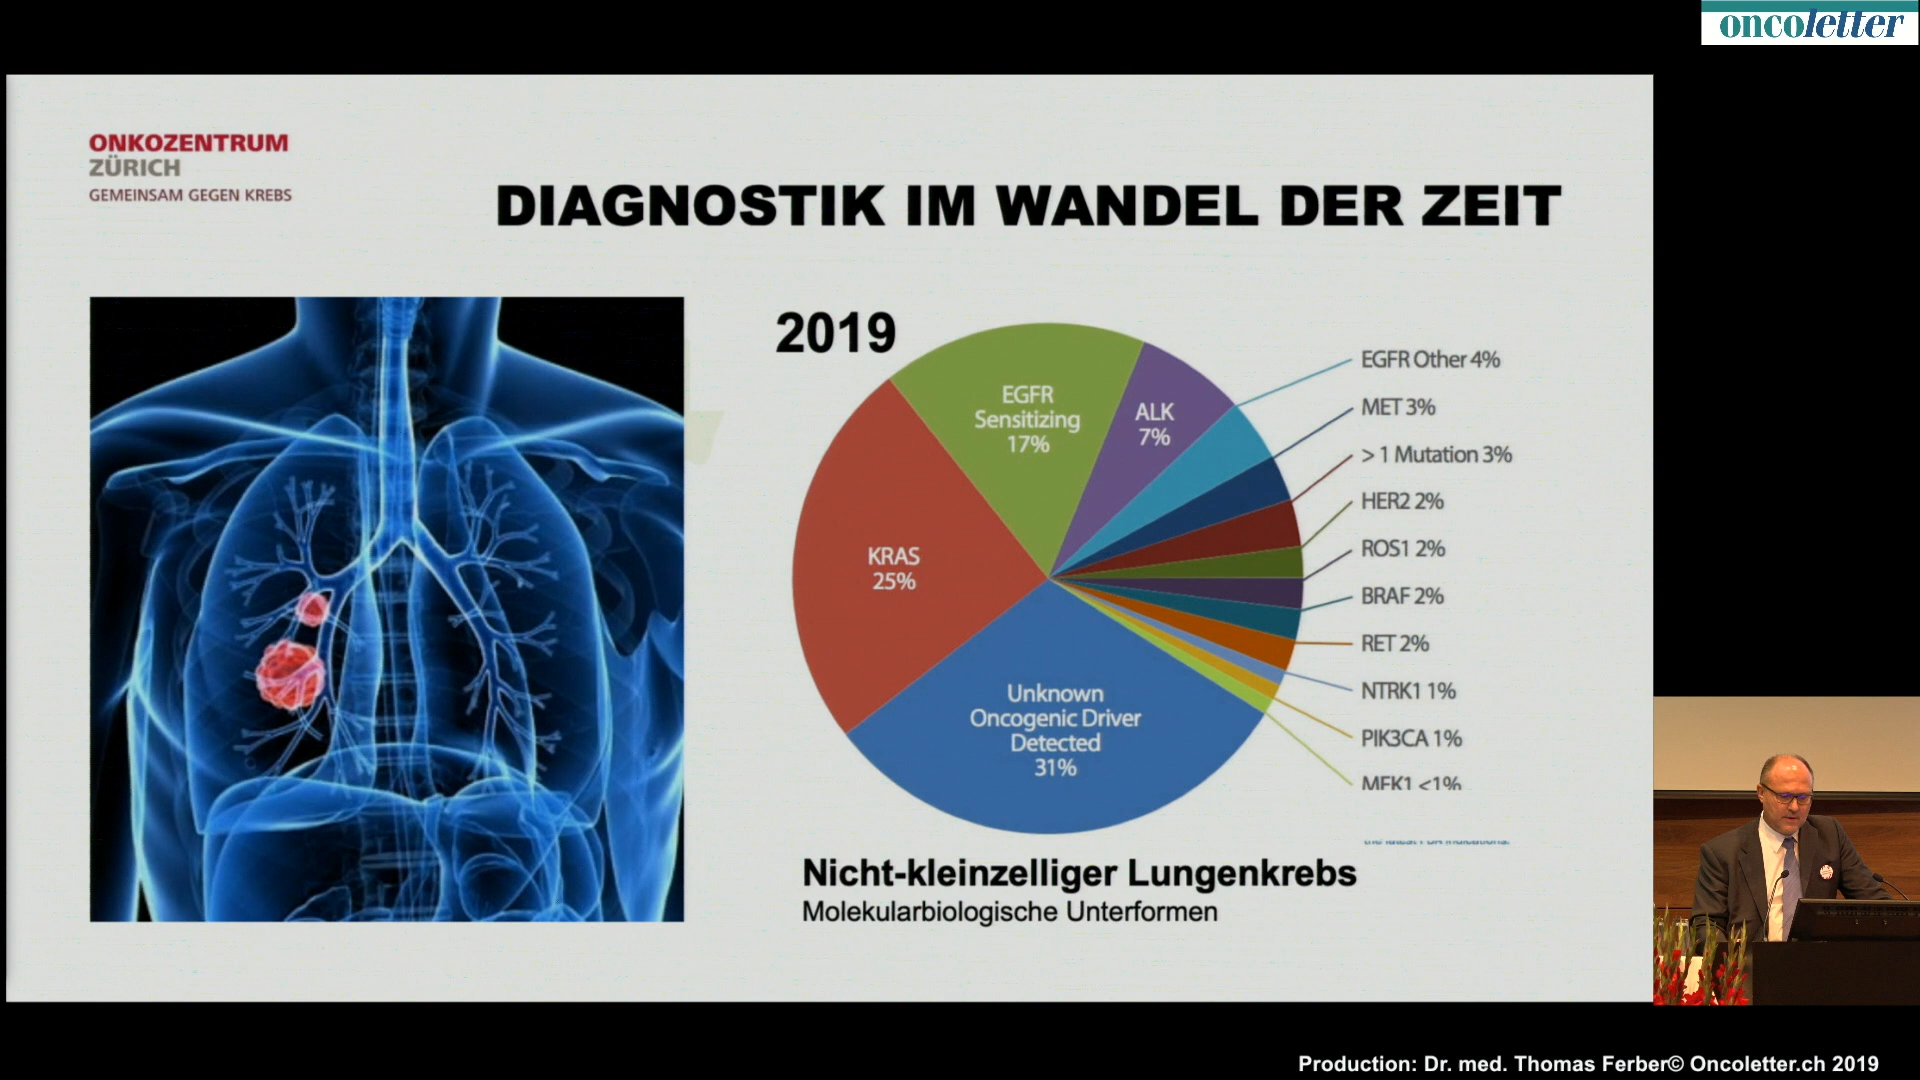 oncoletter
ONKOZENTRUM
ZÜRICH
GEMEINSAM GEGEN KREBS
DIAGNOSTIK IM WANDEL DER ZEIT
2019
EGFR
Sensitizing
17%
ALK
7%
KRAS
25%
Unknown
Oncogenic Driver
Detected
31%
EGFR Other 4%
MET 3%
> 1 Mutation 3%
HER2 2%
ROS1 2%
BRAF 2%
RET 2%
NTRK1 1%
PIK3CA 1%
MEK1 <1%
Nicht-kleinzelliger Lungenkrebs
Molekularbiologische Unterformen
Production: Dr. med. Thomas Ferber© Oncoletter.ch 2019